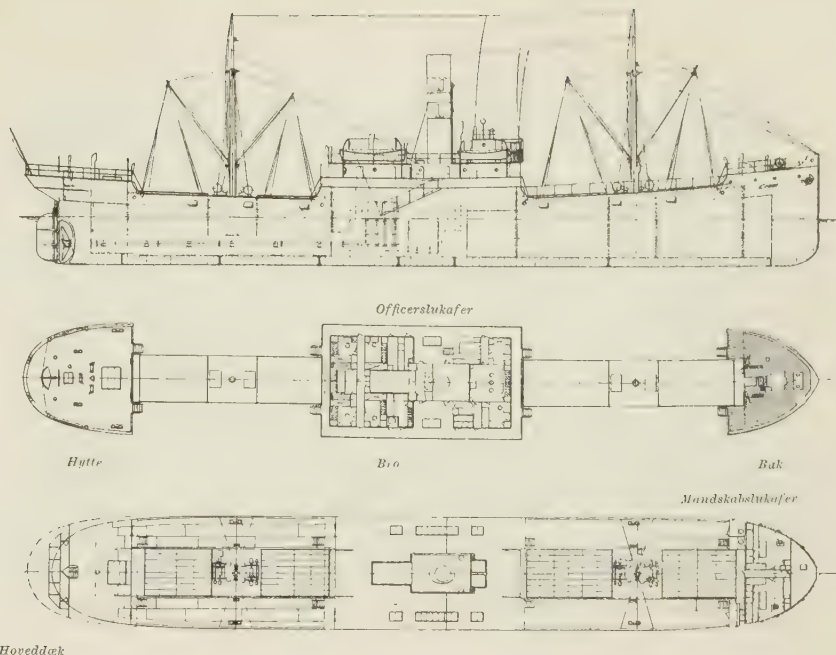 Officerslukafer
Hytte
Bro
Bak
Mandskabslukafer
Hoveddæk